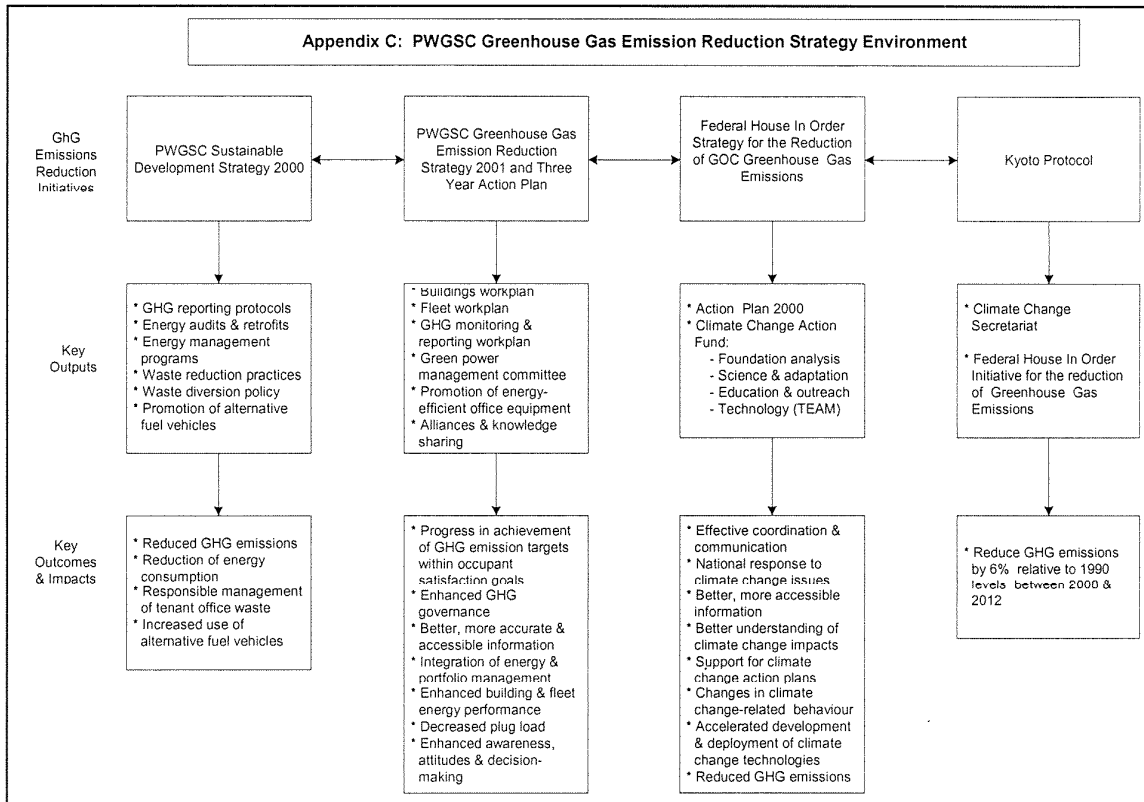 Appendix C: PWGSC Greenhouse Gas Emission Reduction Strategy Environment
GhG
Emissions
Reduction
Initiatives
PWGSC Sustainable
Development Strategy 2000
PWGSC Greenhouse Gas
Emission Reduction
Strategy 2001 and Three
Year Action Plan
Federal House In Order
Strategy for the Reduction
of GOC Greenhouse Gas
Emissions
Kyoto Protocol
Key
Outputs
* GHG reporting protocols
* Energy audits & retrofits
* Energy management
programs
* Waste reduction practices
* Waste diversion policy
* Promotion of alternative
fuel vehicles
* Buildings workplan
* Fleet workplan
* GHG monitoring &
reporting workplan
* Green power
management committee
* Promotion of energy-
efficient office equipment
* Alliances & knowledge
sharing
* Action Plan 2000
* Climate Change Action
Fund:
- Foundation analysis
- Science & adaptation
- Education & outreach
- Technology (TEAM)
* Climate Change
Secretariat
* Federal House In Order
Initiative for the reduction
of Greenhouse Gas
Emissions
Key
Outcomes
& Impacts
* Reduced GHG emissions
* Reduction of energy
consumption
* Responsible management
of tenant office waste
* Increased use of
alternative fuel vehicles
* Progress in achievement
of GHG emission targets
within occupant
satisfaction goals
* Enhanced GHG
governance
* Better, more accurate &
accessible information
* Integration of energy &
portfolio management
* Enhanced building & fleet
energy performance
* Decreased plug load
* Enhanced awareness,
attitudes & decision-
making
* Effective coordination &
communication
* National response to
climate change issues
* Better, more accessible
information
* Better understanding of
climate change impacts
* Support for climate
change action plans
* Changes in climate
change-related behaviour
* Accelerated development
& deployment of climate
change technologies
* Reduced GHG emissions
* Reduce GHG emissions
by 6% relative to 1990
levels between 2000 &
2012